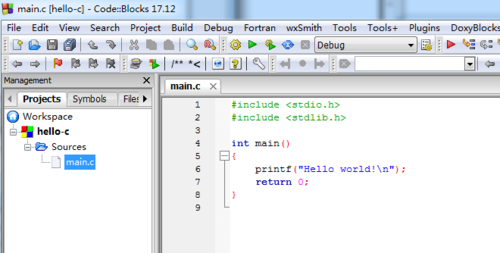 main.c [hello-c] - Code::Blocks 17.12
File Edit View Search Project Build Debug Fortran wxSmith Tools Tools+ Plugins DoxyBlocks
Debug
/** *<
Management
Projects Symbols Files
Workspace
hello-c
Sources
main.c
main.c
1 #include <stdio.h>
2 #include <stdlib.h>
3
4 int main()
5 {
6 printf("Hello world!\n");
7 return 0;
8 }
9